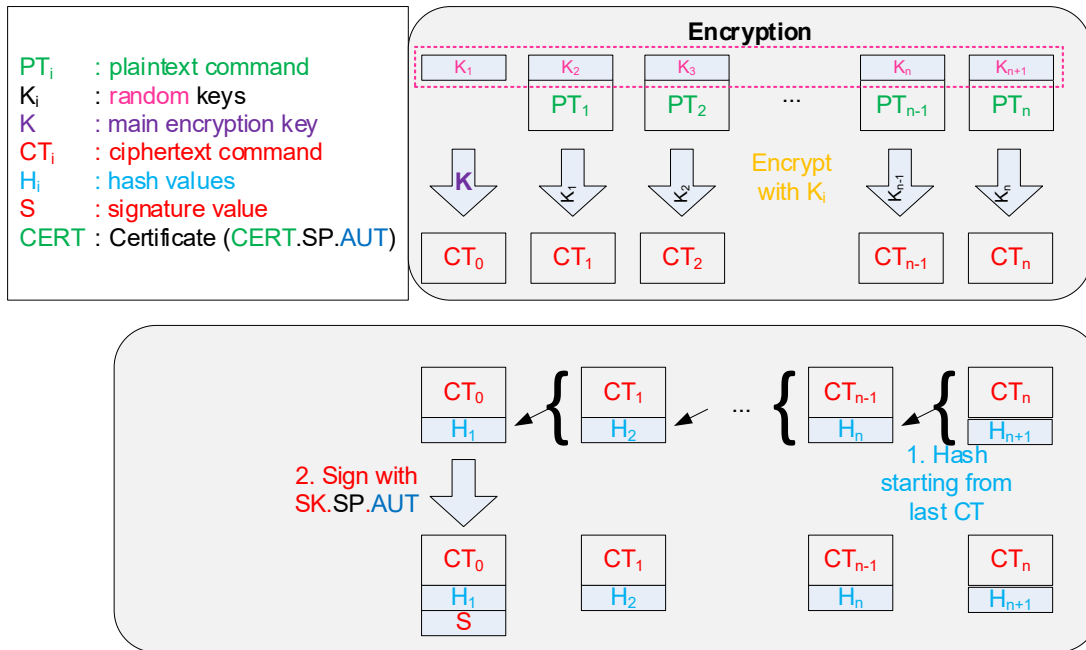 PTᵢ : plaintext command
Kᵢ : random keys
K : main encryption key
CTᵢ : ciphertext command
Hᵢ : hash values
S : signature value
CERT : Certificate (CERT.SP.AUT)
Encryption
K₁ K₂ K₃ Kₙ Kₙ₊₁
PT₁ PT₂ ... PTₙ₋₁ PTₙ
K K₁ K₂ Kₙ₋₁ Kₙ
Encrypt
with Kᵢ
CT₀ CT₁ CT₂ CTₙ₋₁ CTₙ
CT₀ { CT₁ ... { CTₙ₋₁ { CTₙ
H₁ H₂ Hₙ Hₙ₊₁
2. Sign with
SK.SP.AUT
1. Hash
starting from
last CT
CT₀ CT₁ CTₙ₋₁ CTₙ
H₁ H₂ Hₙ Hₙ₊₁
S